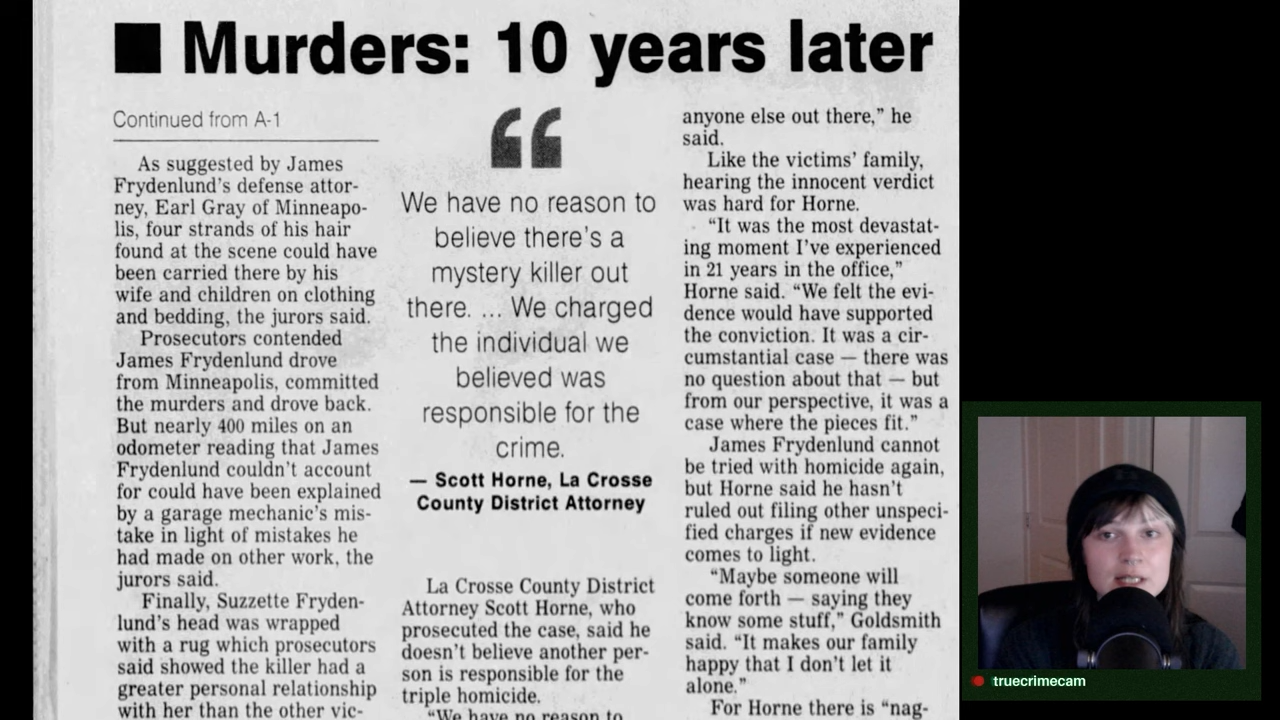 ■ Murders: 10 years later
Continued from A-1
As suggested by James
Frydenlund's defense attor-
ney, Earl Gray of Minneapo-
lis, four strands of his hair
found at the scene could have
been carried there by his
wife and children on clothing
and bedding, the jurors said.
Prosecutors contended
James Frydenlund drove
from Minneapolis, committed
the murders and drove back.
But nearly 400 miles on an
odometer reading that James
Frydenlund couldn't account
for could have been explained
by a garage mechanic's mis-
take in light of mistakes he
had made on other work, the
jurors said.
Finally, Suzzette Fryden-
lund's head was wrapped
with a rug which prosecutors
said showed the killer had a
greater personal relationship
with her than the other vic-
“
We have no reason to
believe there's a
mystery killer out
there. ... We charged
the individual we
believed was
responsible for the
crime.
— Scott Horne, La Crosse
County District Attorney
La Crosse County District
Attorney Scott Horne, who
prosecuted the case, said he
doesn't believe another per-
son is responsible for the
triple homicide.
“We have no reason to
anyone else out there,” he
said.
Like the victims' family,
hearing the innocent verdict
was hard for Horne.
“It was the most devastat-
ing moment I've experienced
in 21 years in the office,”
Horne said. “We felt the evi-
dence would have supported
the conviction. It was a cir-
cumstantial case — there was
no question about that — but
from our perspective, it was a
case where the pieces fit.”
James Frydenlund cannot
be tried with homicide again,
but Horne said he hasn't
ruled out filing other unspeci-
fied charges if new evidence
comes to light.
“Maybe someone will
come forth — saying they
know some stuff,” Goldsmith
said. “It makes our family
happy that I don't let it
alone.”
For Horne there is “nag-
truecrimecam